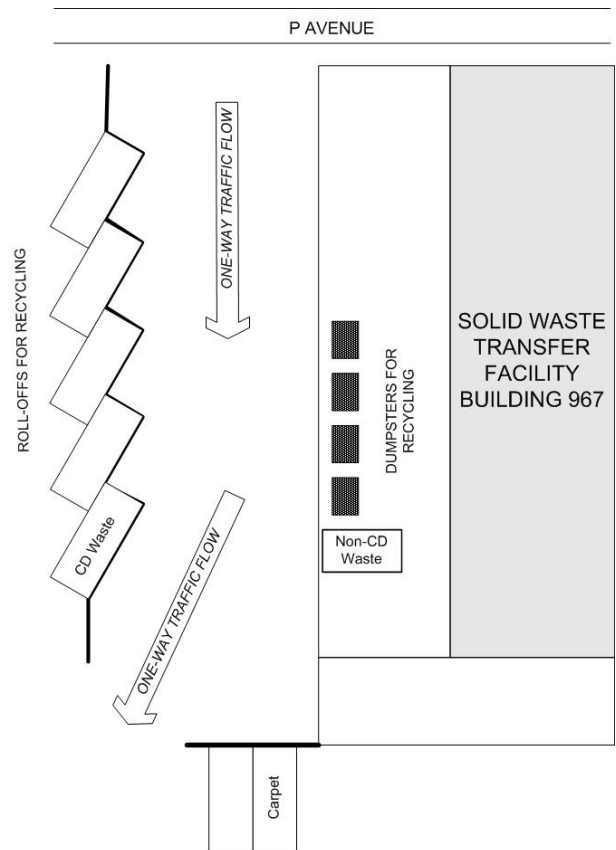 P AVENUE
ONE-WAY TRAFFIC FLOW
ROLL-OFFS FOR RECYCLING
SOLID WASTE
TRANSFER
FACILITY
BUILDING 967
DUMPSTERS FOR
RECYCLING
CD Waste
Non-CD
Waste
ONE-WAY TRAFFIC FLOW
Carpet